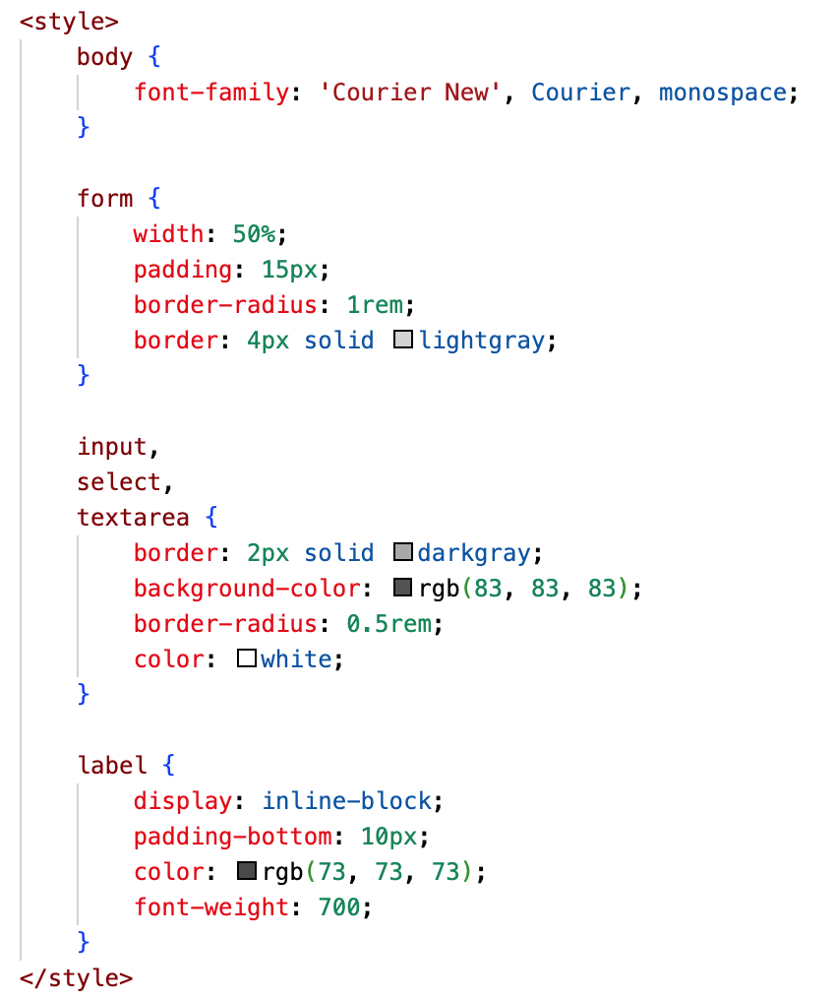 <style>
    body {
        font-family: 'Courier New', Courier, monospace;
    }

    form {
        width: 50%;
        padding: 15px;
        border-radius: 1rem;
        border: 4px solid lightgray;
    }

    input,
    select,
    textarea {
        border: 2px solid darkgray;
        background-color: rgb(83, 83, 83);
        border-radius: 0.5rem;
        color: white;
    }

    label {
        display: inline-block;
        padding-bottom: 10px;
        color: rgb(73, 73, 73);
        font-weight: 700;
    }
</style>